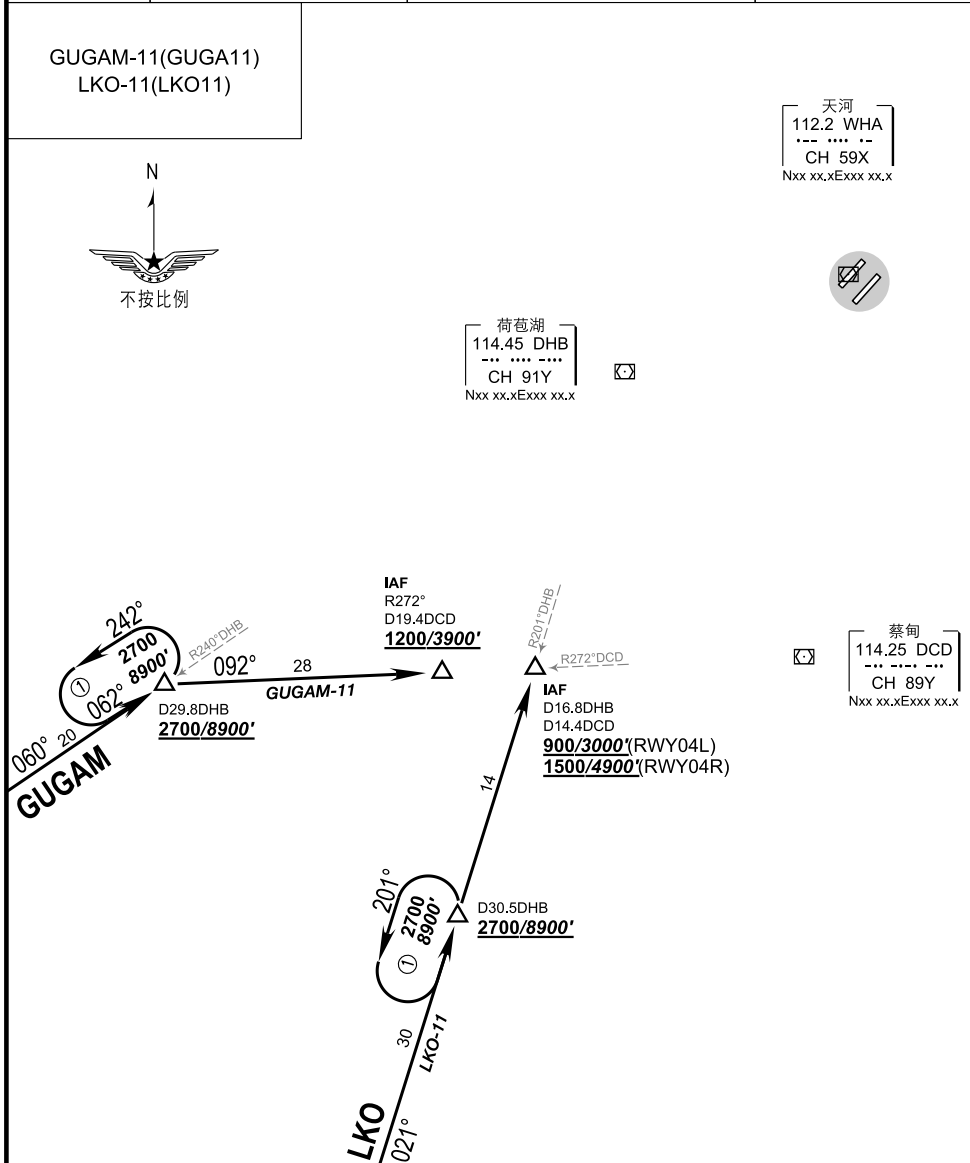 GUGAM-11(GUGA11)
LKO-11(LKO11)
天河
112.2 WHA
·-- ···· ·-
CH 59X
Nxx xx.xExxx xx.x
N
不按比例
荷苞湖
114.45 DHB
-·· ···· -···
CH 91Y
Nxx xx.xExxx xx.x
IAF
R272°
D19.4DCD
1200/3900'
242°
2700
8900'
①
062°
R240°DHB
092°
28
GUGAM-11
D29.8DHB
2700/8900'
060°
20
GUGAM
R201°DHB
R272°DCD
IAF
D16.8DHB
D14.4DCD
900/3000'(RWY04L)
1500/4900'(RWY04R)
蔡甸
114.25 DCD
-·· -·-· -··
CH 89Y
Nxx xx.xExxx xx.x
14
201°
2700
8900'
①
D30.5DHB
2700/8900'
30
LKO-11
LKO
021°